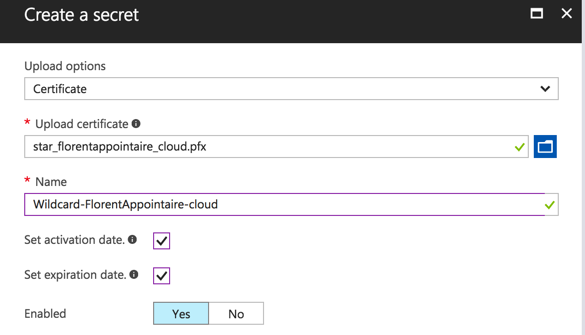 Create a secret
Upload options
Certificate
* Upload certificate
star_florentappointaire_cloud.pfx
* Name
Wildcard-FlorentAppointaire-cloud
Set activation date.
Set expiration date.
Enabled Yes No